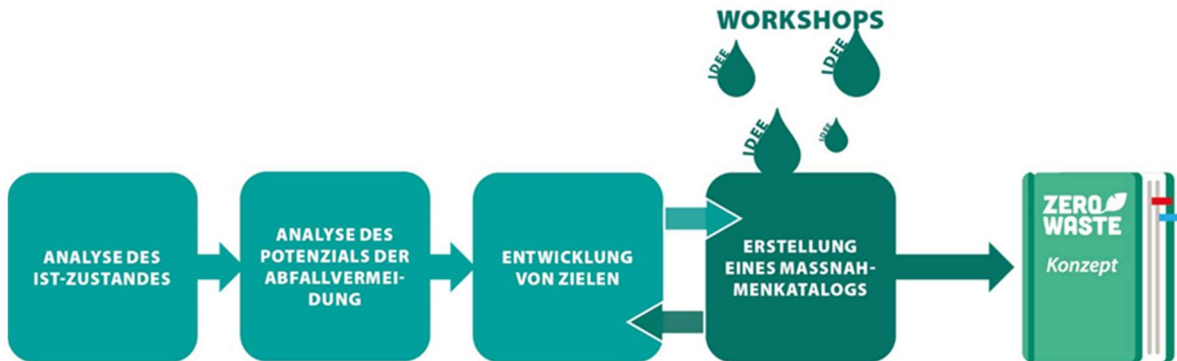 WORKSHOPS
IDEE
IDEE
IDEE
IDEE
ANALYSE DES
IST-ZUSTANDES
ANALYSE DES
POTENZIALS DER
ABFALLVERMEI-
DUNG
ENTWICKLUNG
VON ZIELEN
ERSTELLUNG
EINES MASSNAH-
MENKATALOGS
ZERO
WASTE
Konzept